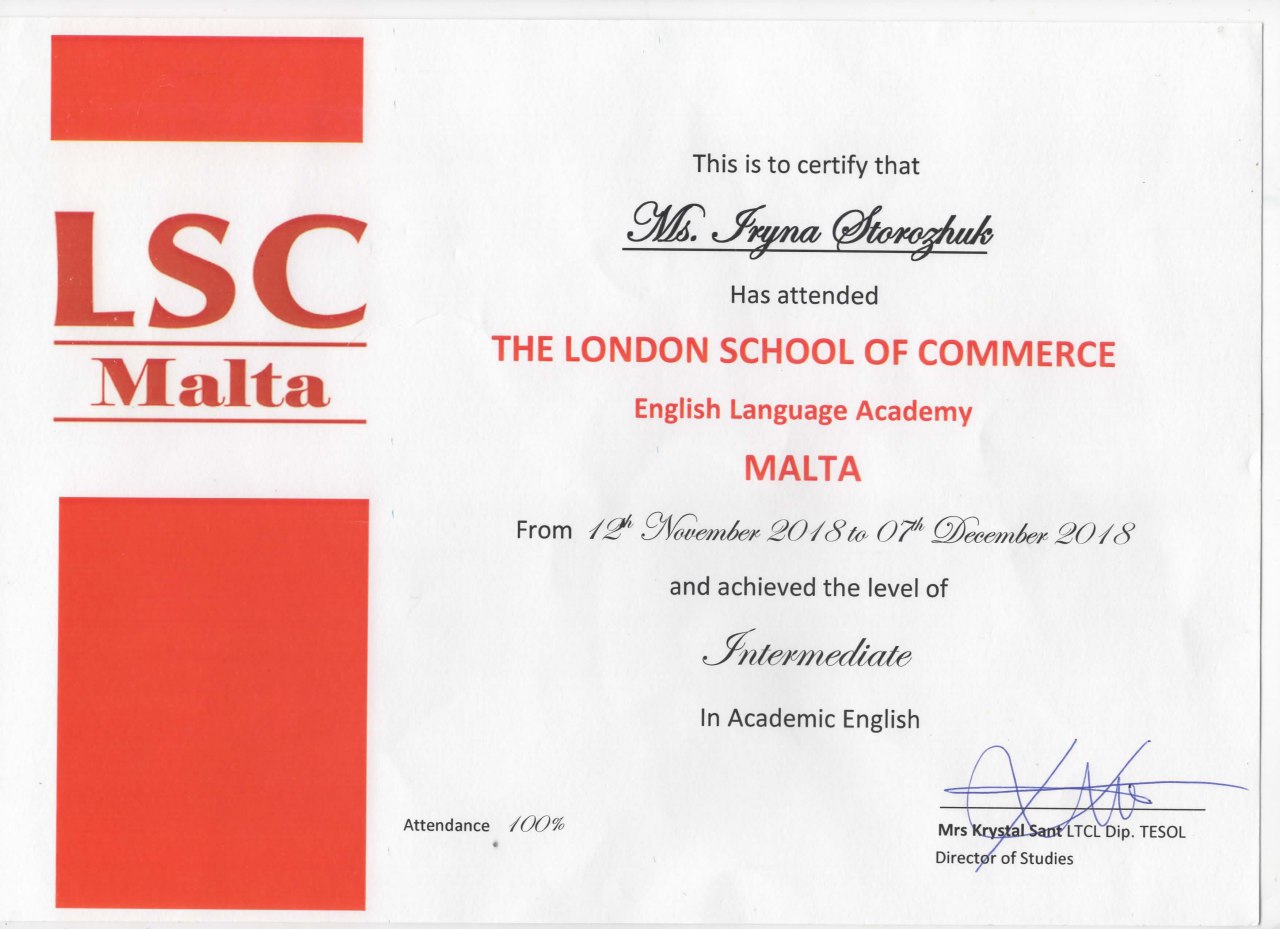 LSC
Malta
This is to certify that
Ms. Iryna Storozhuk
Has attended
THE LONDON SCHOOL OF COMMERCE
English Language Academy
MALTA
From 12th November 2018 to 07th December 2018
and achieved the level of
Intermediate
In Academic English
Attendance 100%
Mrs Krystal Sant LTCL Dip. TESOL
Director of Studies